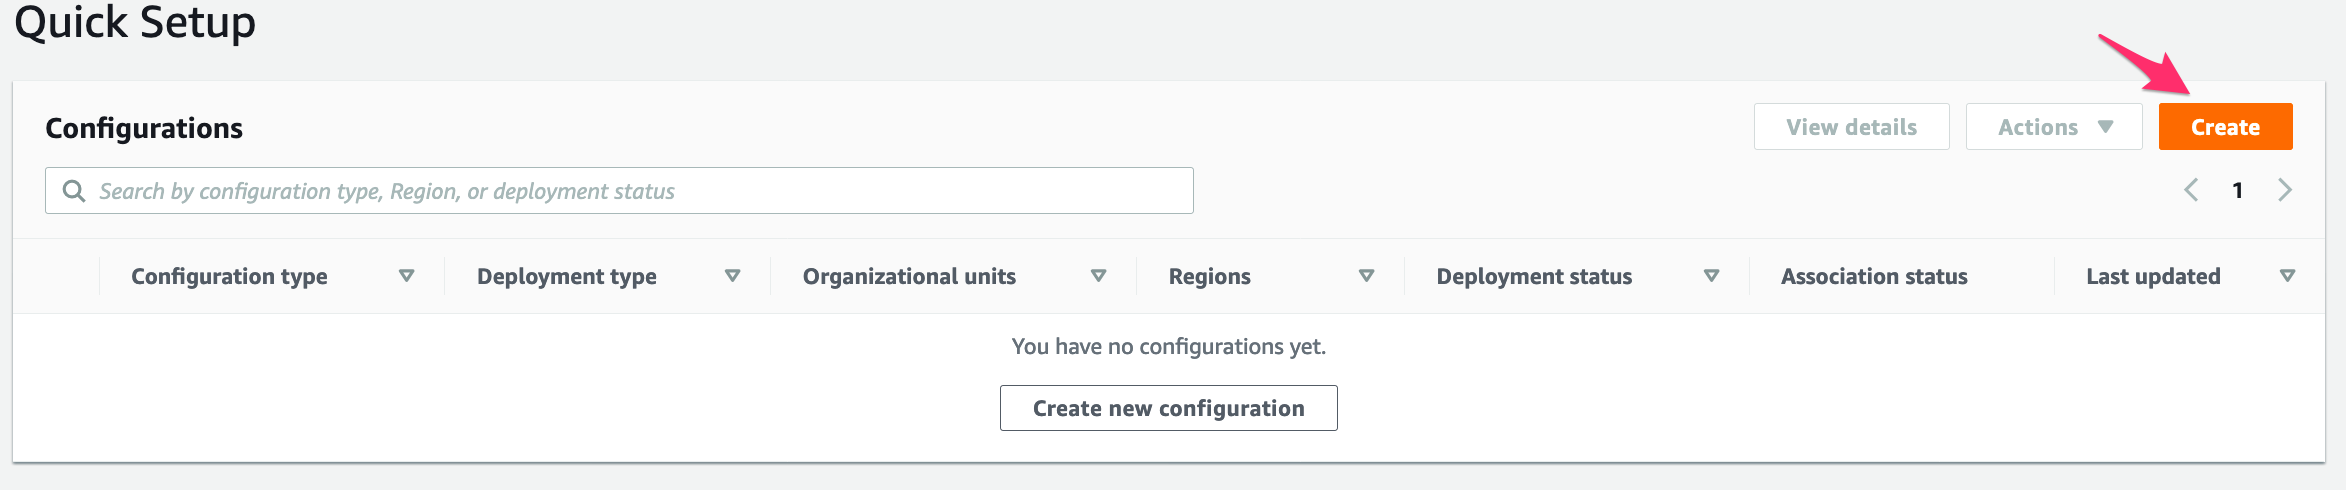 Quick Setup
Configurations
View details
Actions
Create
Search by configuration type, Region, or deployment status
1
Configuration type
Deployment type
Organizational units
Regions
Deployment status
Association status
Last updated
You have no configurations yet.
Create new configuration